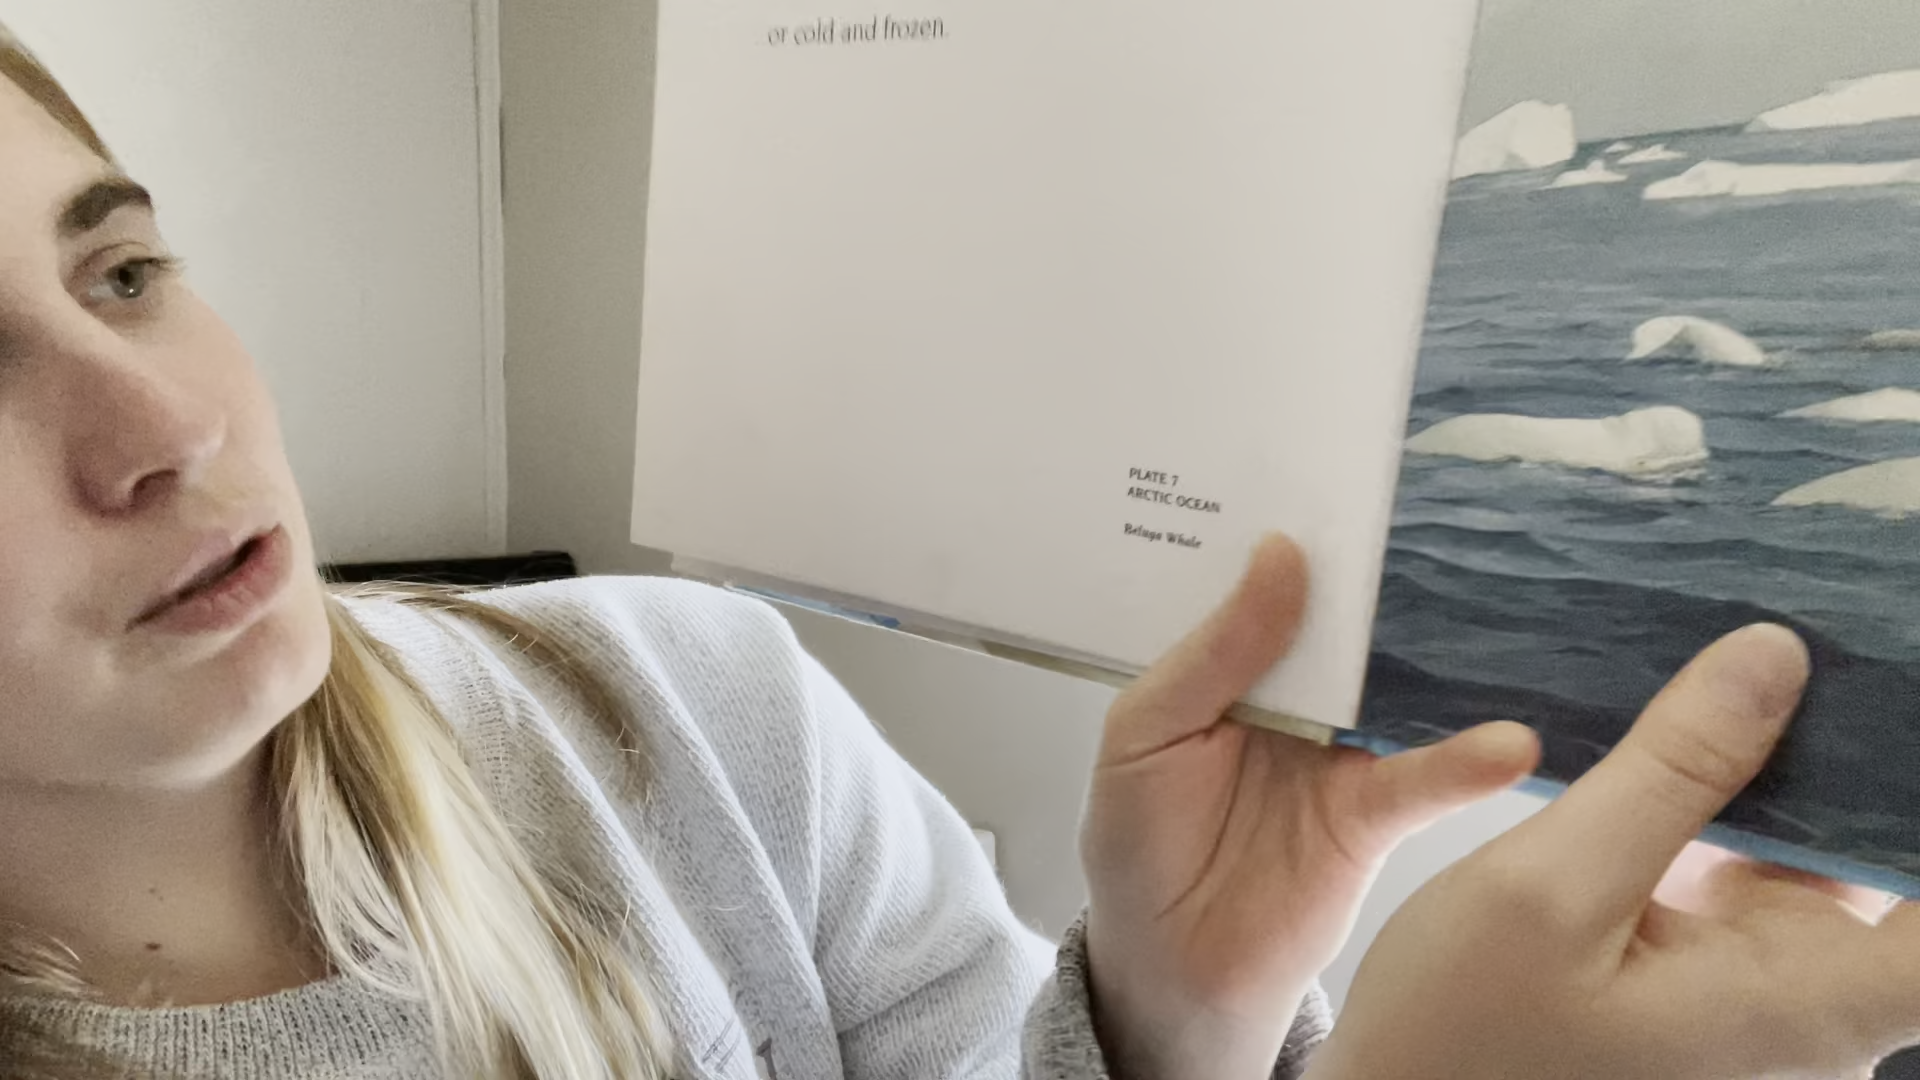 ...or cold and frozen.
PLATE 7
ARCTIC OCEAN
Beluga Whale